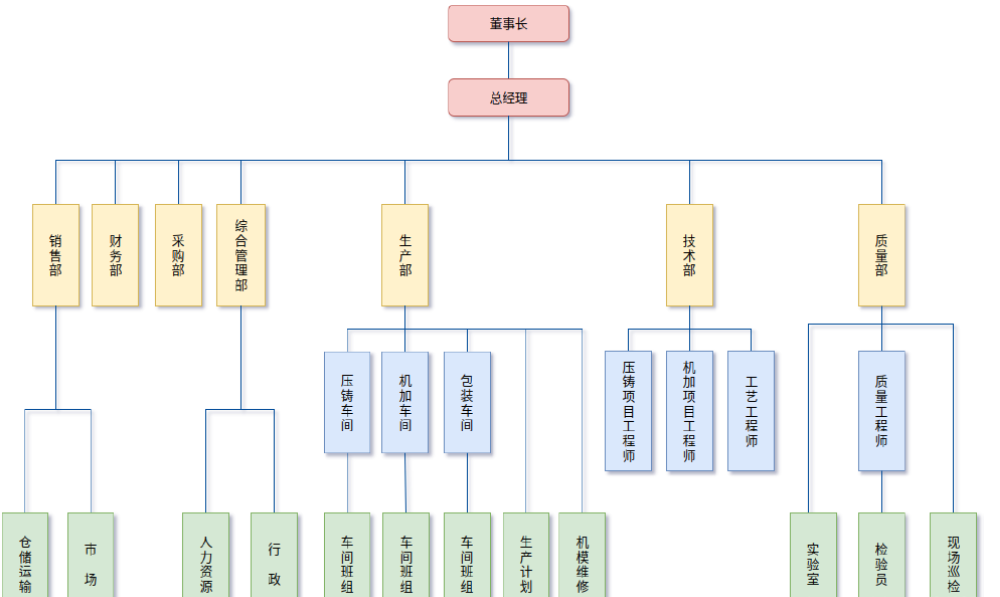 董事长
总经理
销售部
财务部
采购部
综合管理部
生产部
技术部
质量部
压铸车间
机加车间
包装车间
压铸项目工程师
机加项目工程师
工艺工程师
质量工程师
仓储运输
市 场
人力资源
行 政
车间班组
车间班组
车间班组
生产计划
机模维修
实验室
检验员
现场巡检